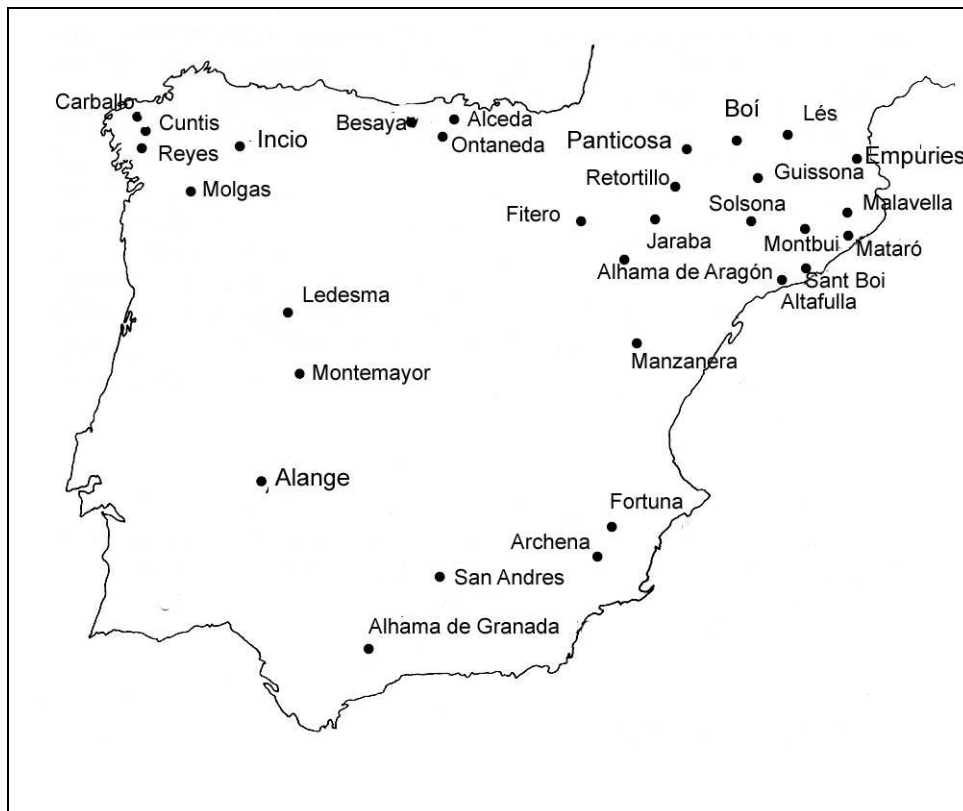 Carballo
Cuntis
Reyes
Incio
Molgas
Besaya
Alceda
Ontaneda
Panticosa
Boí
Lés
Empúries
Retortillo
Guissona
Fitero
Jaraba
Solsona
Malavella
Montbui
Mataró
Alhama de Aragón
Sant Boi
Altafulla
Ledesma
Manzanera
Montemayor
Alange
Fortuna
Archena
San Andres
Alhama de Granada